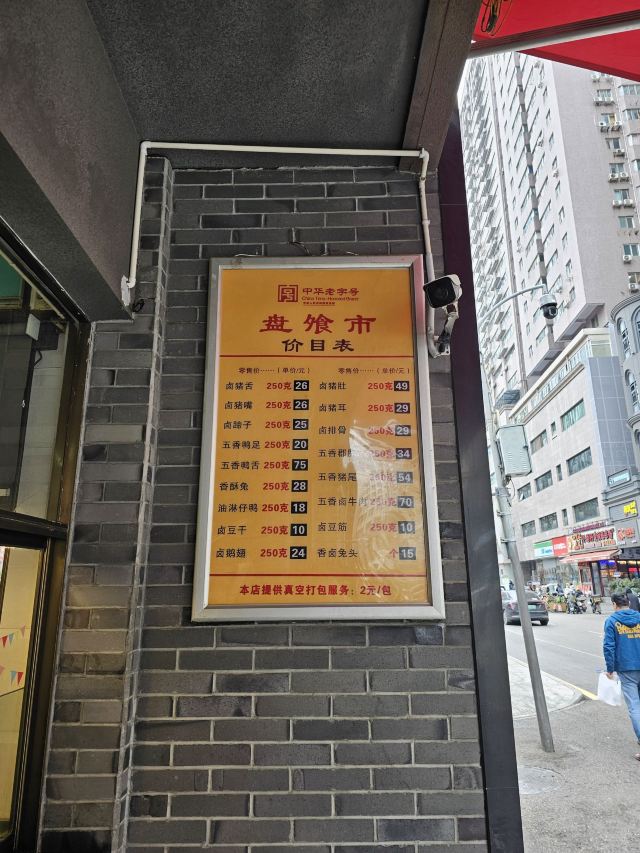 中华老字号
China Time-Honored Brand
盘飧市
价目表
零售价……（单价/元） 零售价……（单价/元）
卤猪舌 250克 26 卤猪肚 250克 49
卤猪嘴 250克 26 卤猪耳 250克 29
卤蹄子 250克 25 卤排骨 250克 29
五香鸭足 250克 20 五香郡肝 250克 34
五香鸭舌 250克 75 五香猪尾 250克 54
香酥兔 250克 28 五香卤牛肉 250克 70
油淋仔鸭 250克 18 卤豆筋 250克 10
卤豆干 250克 10 香卤兔头 个 15
卤鹅翅 250克 24
本店提供真空打包服务：2元/包